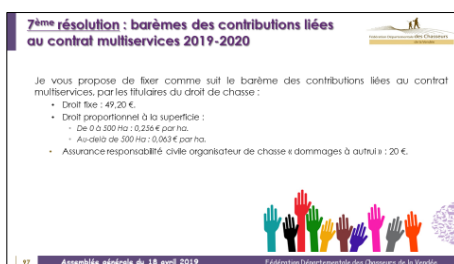 7ème résolution : barèmes des contributions liées
au contrat multiservices 2019-2020
Fédération Départementale des Chasseurs
Je vous propose de fixer comme suit le barème des contributions liées au contrat
multiservices, par les titulaires du droit de chasse :
• Droit fixe : 49,20 €.
• Droit proportionnel à la superficie :
- De 0 à 500 Ha : 0,256 € par ha.
- Au-delà de 500 Ha : 0,063 € par ha.
- Assurance responsabilité civile organisateur de chasse « dommages à autrui » : 20 €.
97 Assemblée générale du 18 avril 2019 Fédération Départementale des Chasseurs de la Vendée